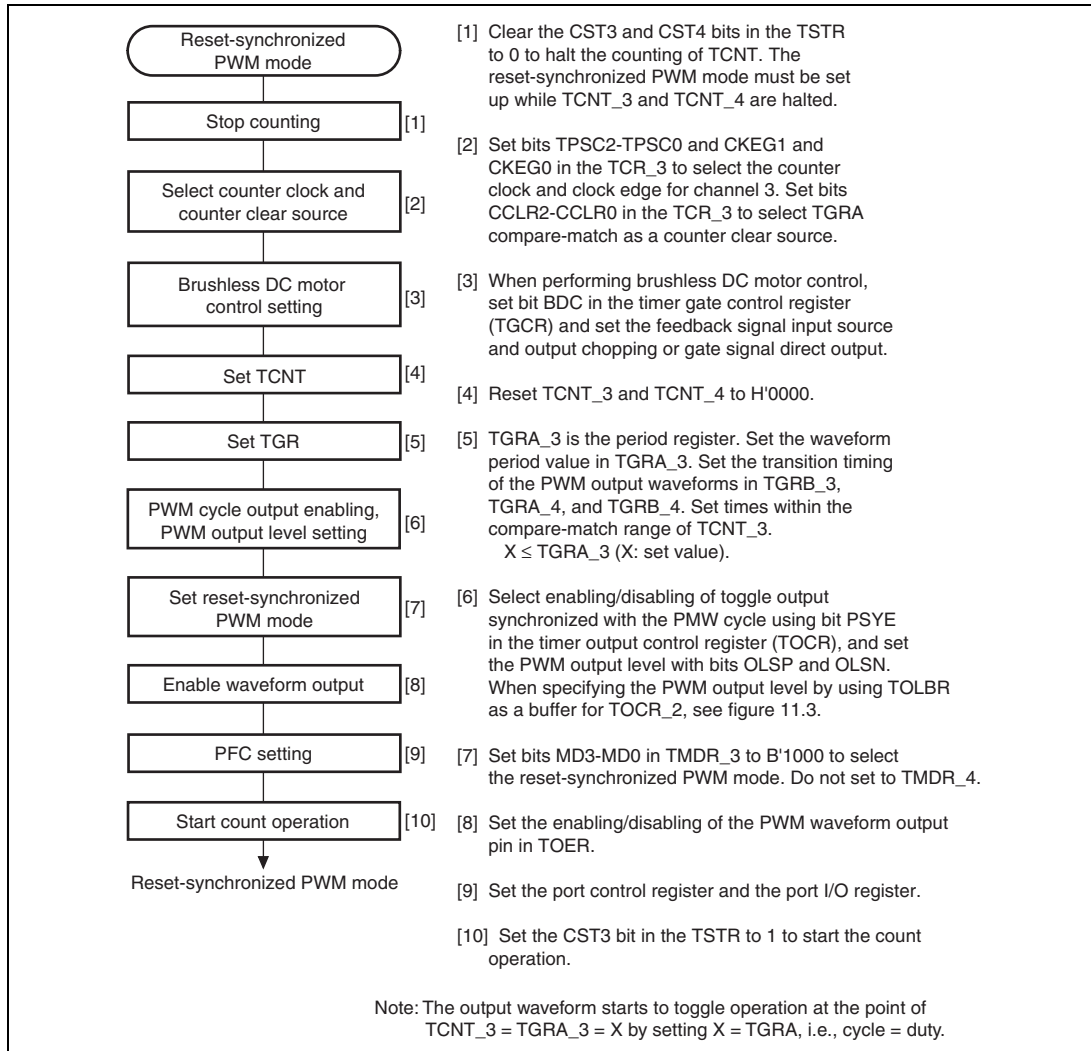 Reset-synchronized
PWM mode
Stop counting
[1]
Select counter clock and
counter clear source
[2]
Brushless DC motor
control setting
[3]
Set TCNT
[4]
Set TGR
[5]
PWM cycle output enabling,
PWM output level setting
[6]
Set reset-synchronized
PWM mode
[7]
Enable waveform output
[8]
PFC setting
[9]
Start count operation
[10]
Reset-synchronized PWM mode
[1] Clear the CST3 and CST4 bits in the TSTR
to 0 to halt the counting of TCNT. The
reset-synchronized PWM mode must be set
up while TCNT_3 and TCNT_4 are halted.
[2] Set bits TPSC2-TPSC0 and CKEG1 and
CKEG0 in the TCR_3 to select the counter
clock and clock edge for channel 3. Set bits
CCLR2-CCLR0 in the TCR_3 to select TGRA
compare-match as a counter clear source.
[3] When performing brushless DC motor control,
set bit BDC in the timer gate control register
(TGCR) and set the feedback signal input source
and output chopping or gate signal direct output.
[4] Reset TCNT_3 and TCNT_4 to H'0000.
[5] TGRA_3 is the period register. Set the waveform
period value in TGRA_3. Set the transition timing
of the PWM output waveforms in TGRB_3,
TGRA_4, and TGRB_4. Set times within the
compare-match range of TCNT_3.
X ≤ TGRA_3 (X: set value).
[6] Select enabling/disabling of toggle output
synchronized with the PMW cycle using bit PSYE
in the timer output control register (TOCR), and set
the PWM output level with bits OLSP and OLSN.
When specifying the PWM output level by using TOLBR
as a buffer for TOCR_2, see figure 11.3.
[7] Set bits MD3-MD0 in TMDR_3 to B'1000 to select
the reset-synchronized PWM mode. Do not set to TMDR_4.
[8] Set the enabling/disabling of the PWM waveform output
pin in TOER.
[9] Set the port control register and the port I/O register.
[10] Set the CST3 bit in the TSTR to 1 to start the count
operation.
Note: The output waveform starts to toggle operation at the point of
TCNT_3 = TGRA_3 = X by setting X = TGRA, i.e., cycle = duty.